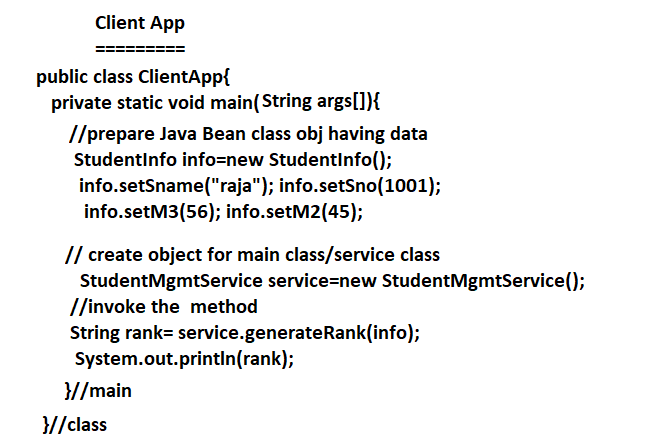 Client App
=========
public class ClientApp{
private static void main(String args[]){
//prepare Java Bean class obj having data
StudentInfo info=new StudentInfo();
info.setSname("raja"); info.setSno(1001);
info.setM3(56); info.setM2(45);
// create object for main class/service class
StudentMgmtService service=new StudentMgmtService();
//invoke the  method
String rank= service.generateRank(info);
System.out.println(rank);
}//main
}//class